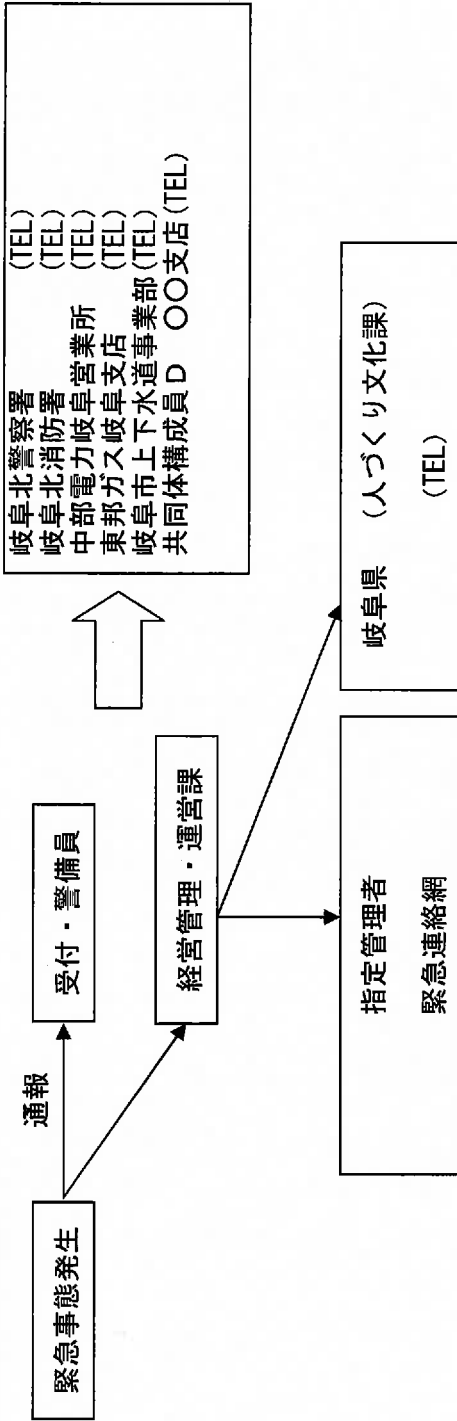 緊急事態発生
通報
受付・警備員
経営管理・運営課
岐阜北警察署 (TEL)
岐阜北消防署 (TEL)
中部電力岐阜営業所 (TEL)
東邦ガス岐阜支店 (TEL)
岐阜市上下水道事業部 (TEL)
共同体構成員D ○○支店 (TEL)
指定管理者
緊急連絡網
岐阜県 (人づくり文化課)
(TEL)